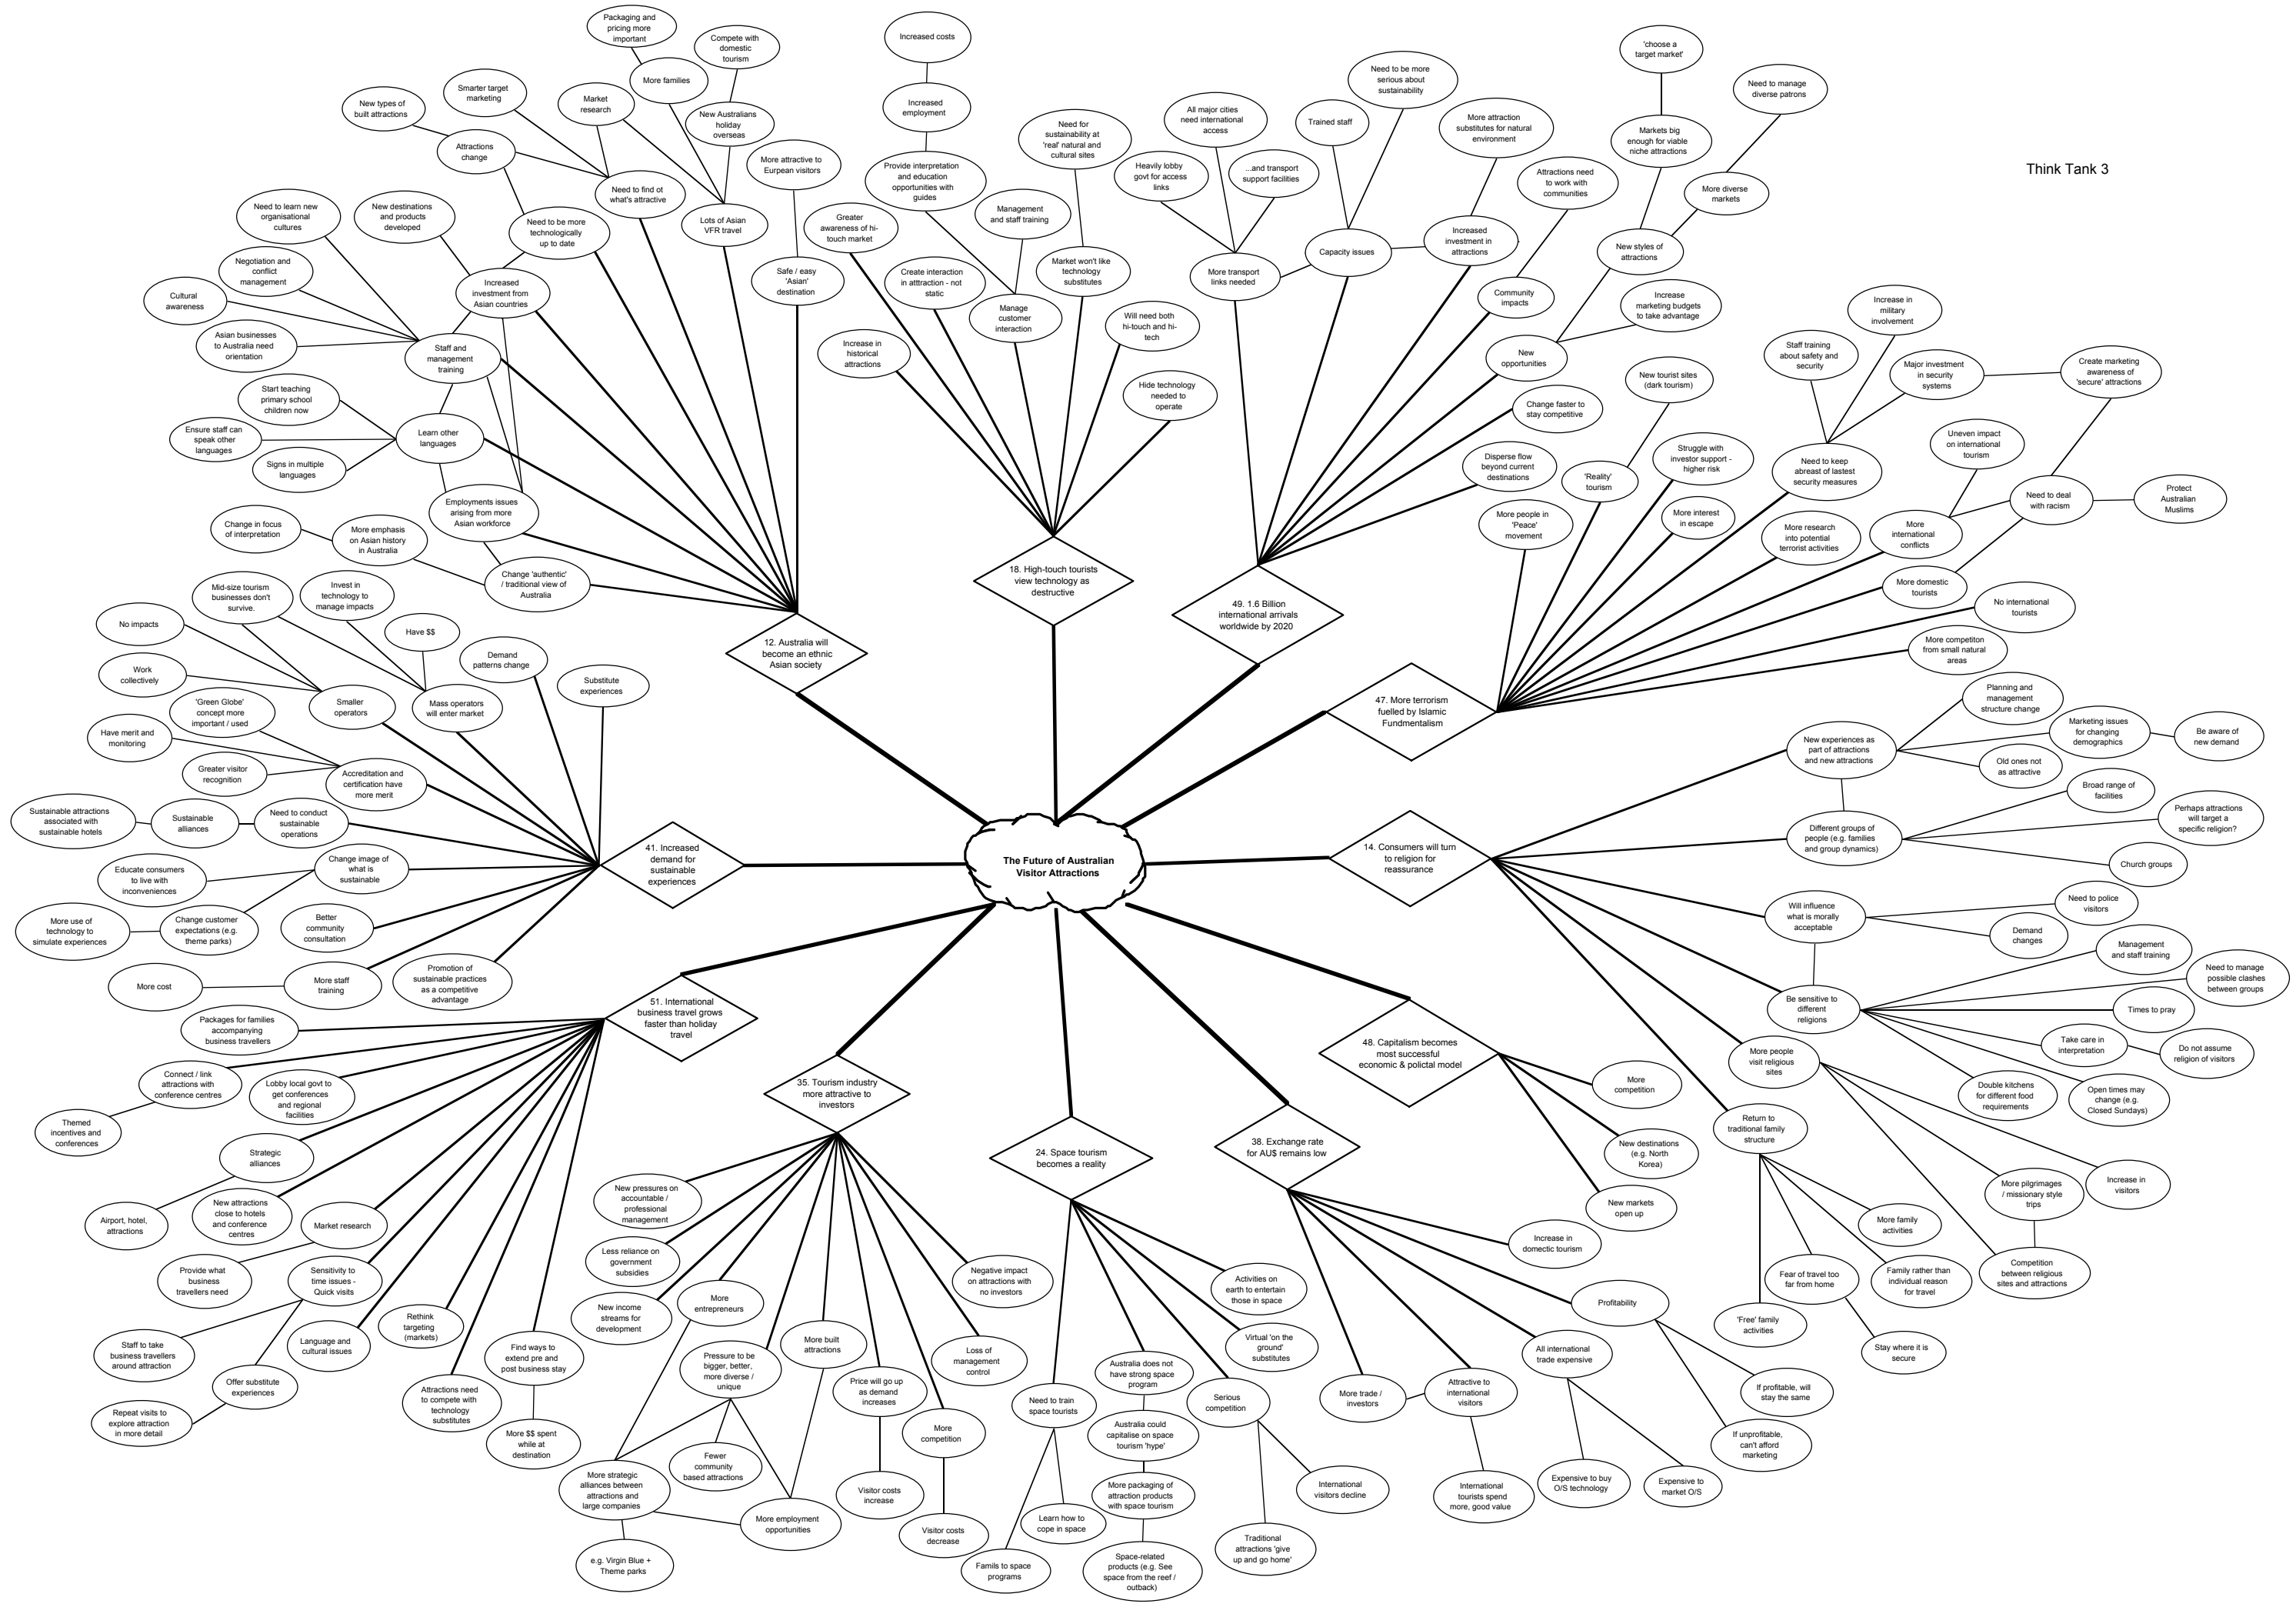 Think Tank 3
The Future of Australian
Visitor Attractions
12. Australia will
become an ethnic
Asian society
Packaging and
pricing more
important
More families
Compete with
domestic
tourism
New Australians
holiday
overseas
Smarter target
marketing
Market
research
New types of
built attractions
Attractions
change
Need to find ot
what's attractive
Lots of Asian
VFR travel
More attractive to
Eurpean visitors
Safe / easy
'Asian'
destination
Need to be more
technologically
up to date
New destinations
and products
developed
Increased
investment from
Asian countries
Need to learn new
organisational
cultures
Negotiation and
conflict
management
Cultural
awareness
Asian businesses
to Australia need
orientation
Staff and
management
training
Start teaching
primary school
children now
Ensure staff can
speak other
languages
Signs in multiple
languages
Learn other
languages
Employments issues
arising from more
Asian workforce
Change in focus
of interpretation
More emphasis
on Asian history
in Australia
Change 'authentic'
/ traditional view of
Australia
18. High-touch tourists
view technology as
destructive
Increased costs
Increased
employment
Provide interpretation
and education
opportunities with
guides
Need for
sustainability at
'real' natural and
cultural sites
Management
and staff training
Greater
awareness of hi-
touch market
Create interaction
in atttraction - not
static
Market won't like
technology
substitutes
Manage
customer
interaction
Increase in
historical
attractions
Will need both
hi-touch and hi-
tech
Hide technology
needed to
operate
49. 1.6 Billion
international arrivals
worldwide by 2020
All major cities
need international
access
Heavily lobby
govt for access
links
...and transport
support facilities
More transport
links needed
Trained staff
Need to be more
serious about
sustainability
Capacity issues
More attraction
substitutes for natural
environment
Increased
investment in
attractions
Attractions need
to work with
communities
Community
impacts
'choose a
target market'
Markets big
enough for viable
niche attractions
Need to manage
diverse patrons
More diverse
markets
New styles of
attractions
Increase
marketing budgets
to take advantage
New
opportunities
Change faster to
stay competitive
Disperse flow
beyond current
destinations
47. More terrorism
fuelled by Islamic
Fundmentalism
More people in
'Peace'
movement
New tourist sites
(dark tourism)
'Reality'
tourism
Struggle with
investor support -
higher risk
More interest
in escape
Increase in
military
involvement
Staff training
about safety and
security
Major investment
in security
systems
Create marketing
awareness of
'secure' attractions
Need to keep
abreast of lastest
security measures
Uneven impact
on international
tourism
Need to deal
with racism
Protect
Australian
Muslims
More research
into potential
terrorist activities
More
international
conflicts
More domestic
tourists
No international
tourists
More competiton
from small natural
areas
14. Consumers will turn
to religion for
reassurance
Planning and
management
structure change
New experiences as
part of attractions
and new attractions
Marketing issues
for changing
demographics
Be aware of
new demand
Old ones not
as attractive
Different groups of
people (e.g. families
and group dynamics)
Broad range of
facilities
Perhaps attractions
will target a
specific religion?
Church groups
Will influence
what is morally
acceptable
Need to police
visitors
Demand
changes
Be sensitive to
different
religions
Management
and staff training
Need to manage
possible clashes
between groups
Times to pray
Take care in
interpretation
Do not assume
religion of visitors
Open times may
change (e.g.
Closed Sundays)
Double kitchens
for different food
requirements
More people
visit religious
sites
Increase in
visitors
More pilgrimages
/ missionary style
trips
Competition
between religious
sites and attractions
Return to
traditional family
structure
More family
activities
Family rather than
individual reason
for travel
Fear of travel too
far from home
Stay where it is
secure
'Free' family
activities
41. Increased
demand for
sustainable
experiences
Mid-size tourism
businesses don't
survive.
Invest in
technology to
manage impacts
Have $$
Demand
patterns change
Substitute
experiences
No impacts
Work
collectively
Smaller
operators
Mass operators
will enter market
'Green Globe'
concept more
important / used
Have merit and
monitoring
Greater visitor
recognition
Accreditation and
certification have
more merit
Sustainable attractions
associated with
sustainable hotels
Sustainable
alliances
Need to conduct
sustainable
operations
Educate consumers
to live with
inconveniences
Change image of
what is
sustainable
More use of
technology to
simulate experiences
Change customer
expectations (e.g.
theme parks)
Better
community
consultation
More cost
More staff
training
Promotion of
sustainable practices
as a competitive
advantage
51. International
business travel grows
faster than holiday
travel
Packages for families
accompanying
business travellers
Connect / link
attractions with
conference centres
Themed
incentives and
conferences
Lobby local govt to
get conferences
and regional
facilities
Strategic
alliances
Airport, hotel,
attractions
New attractions
close to hotels
and conference
centres
Market research
Provide what
business
travellers need
Sensitivity to
time issues -
Quick visits
Staff to take
business travellers
around attraction
Offer substitute
experiences
Repeat visits to
explore attraction
in more detail
Language and
cultural issues
Rethink
targeting
(markets)
Attractions need
to compete with
technology
substitutes
Find ways to
extend pre and
post business stay
More $$ spent
while at
destination
35. Tourism industry
more attractive to
investors
New pressures on
accountable /
professional
management
Less reliance on
government
subsidies
New income
streams for
development
More
entrepreneurs
Pressure to be
bigger, better,
more diverse /
unique
Fewer
community
based attractions
More strategic
alliances between
attractions and
large companies
e.g. Virgin Blue +
Theme parks
More built
attractions
More employment
opportunities
Price will go up
as demand
increases
Visitor costs
increase
More
competition
Visitor costs
decrease
Loss of
management
control
Negative impact
on attractions with
no investors
24. Space tourism
becomes a reality
Need to train
space tourists
Learn how to
cope in space
Famils to space
programs
Australia does not
have strong space
program
Australia could
capitalise on space
tourism 'hype'
More packaging of
attraction products
with space tourism
Space-related
products (e.g. See
space from the reef /
outback)
Serious
competition
International
visitors decline
Traditional
attractions 'give
up and go home'
Virtual 'on the
ground'
substitutes
Activities on
earth to entertain
those in space
38. Exchange rate
for AU$ remains low
Increase in
domectic tourism
Profitability
If profitable, will
stay the same
If unprofitable,
can't afford
marketing
All international
trade expensive
Expensive to buy
O/S technology
Expensive to
market O/S
Attractive to
international
visitors
International
tourists spend
more, good value
More trade /
investors
48. Capitalism becomes
most successful
economic & polictal model
More
competition
New destinations
(e.g. North
Korea)
New markets
open up